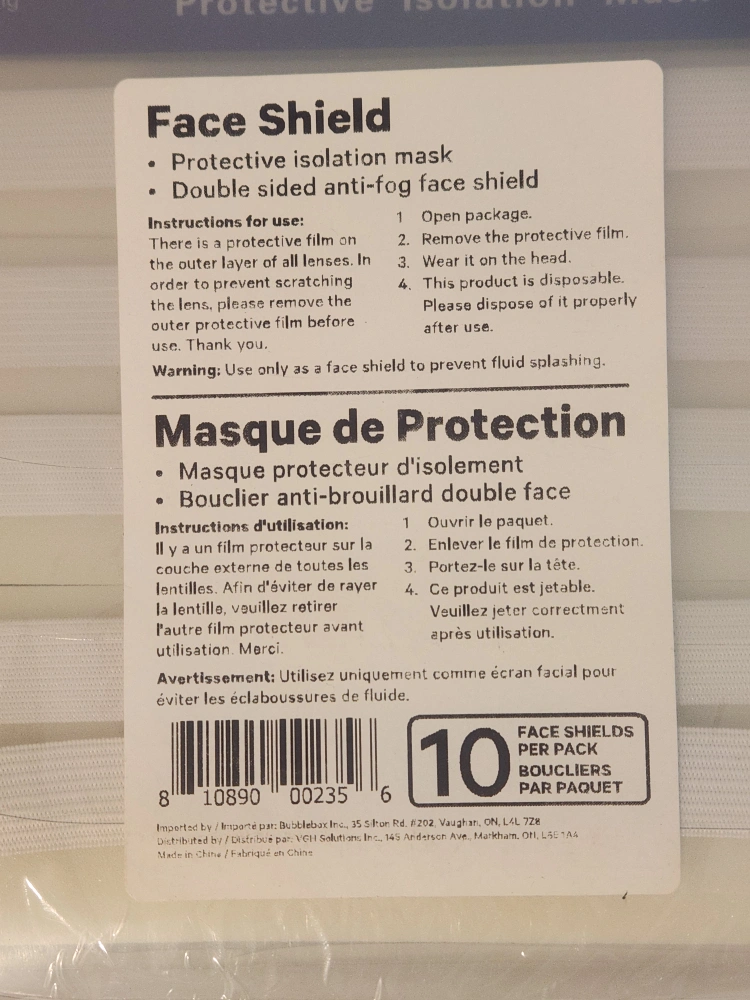 Protective Isolation Mask
Face Shield
• Protective isolation mask
• Double sided anti-fog face shield
Instructions for use:
There is a protective film on
the outer layer of all lenses. In
order to prevent scratching
the lens, please remove the
outer protective film before
use. Thank you.
1 Open package.
2. Remove the protective film.
3. Wear it on the head.
4. This product is disposable.
Please dispose of it properly
after use.
Warning: Use only as a face shield to prevent fluid splashing.
Masque de Protection
• Masque protecteur d'isolement
• Bouclier anti-brouillard double face
Instructions d'utilisation:
Il y a un film protecteur sur la
couche externe de toutes les
lentilles. Afin d'éviter de rayer
la lentille, veuillez retirer
l'autre film protecteur avant
utilisation. Merci.
1 Ouvrir le paquet.
2. Enlever le film de protection.
3. Portez-le sur la tête.
4. Ce produit est jetable.
Veuillez jeter correctment
après utilisation.
Avertissement: Utilisez uniquement comme écran facial pour
éviter les éclaboussures de fluide.
8 10890 00235 6
10
FACE SHIELDS
PER PACK
BOUCLIERS
PAR PAQUET
Imported by / Importé par: Bubblebox Inc., 35 Silton Rd. #202, Vaughan, ON, L4L 7Z8
Distributed by / Distribué par: VGH Solutions Inc., 145 Anderson Ave., Markham, ON, 1A4
Made in China / Fabriqué en Chine